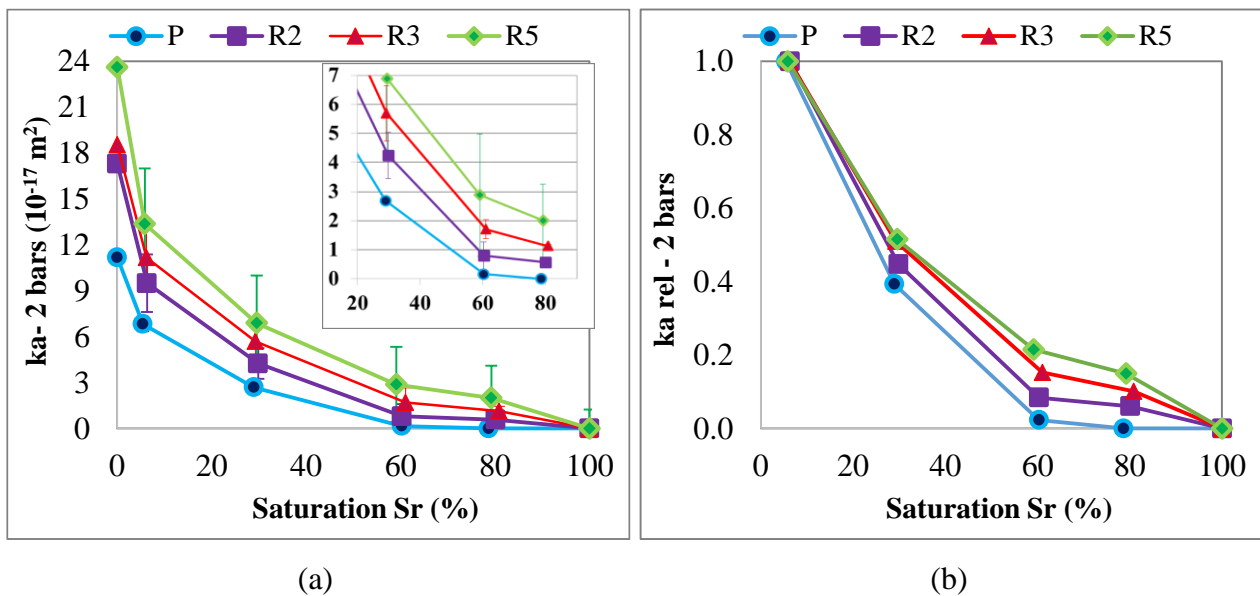 P R2 R3 R5
24
21
18
15
12
9
6
3
0
ka- 2 bars (10⁻¹⁷ m²)
7
6
5
4
3
2
1
0
20 40 60 80
0 20 40 60 80 100
Saturation Sr (%)
(a)
P R2 R3 R5
1.0
0.8
0.6
0.4
0.2
0.0
ka rel - 2 bars
0 20 40 60 80 100
Saturation Sr (%)
(b)